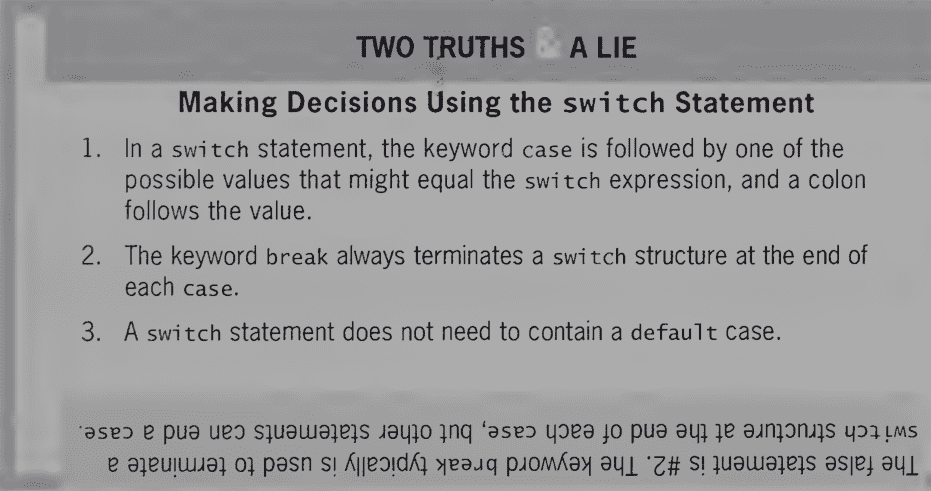 TWO TRUTHS & A LIE
Making Decisions Using the switch Statement
1. In a switch statement, the keyword case is followed by one of the
possible values that might equal the switch expression, and a colon
follows the value.
2. The keyword break always terminates a switch structure at the end of
each case.
3. A switch statement does not need to contain a default case.
The false statement is #2. The keyword break typically is used to terminate a
switch structure at the end of each case, but other statements can end a case.